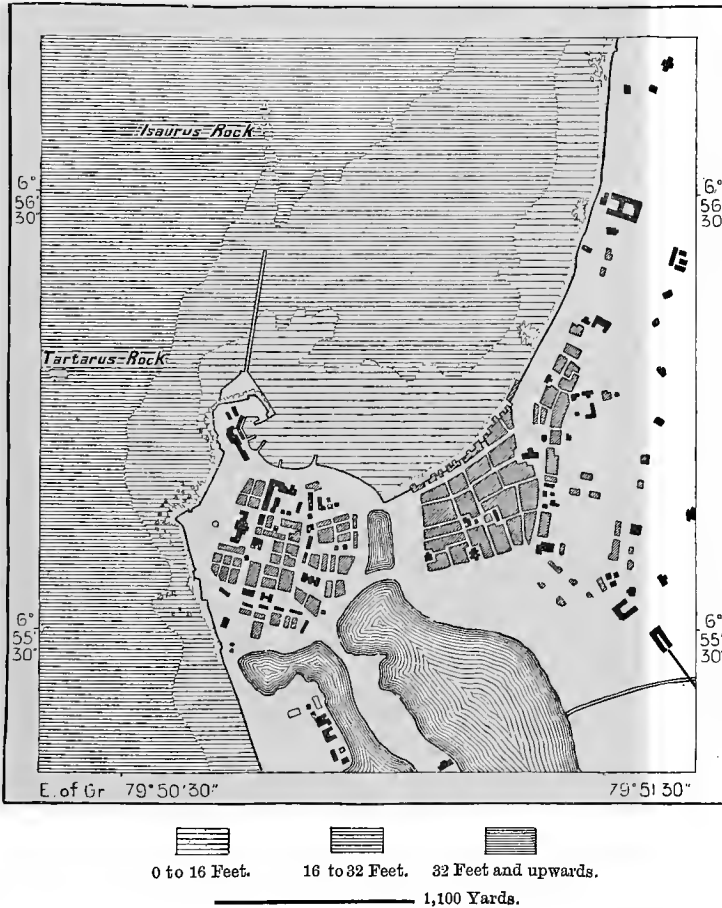 Isaurus-Rock
6°
56'
30"
6°
56'
30"
Tartarus-Rock
6°
55'
30"
6°
55'
30"
E. of Gr 79°50'30" 79°51'30"
0 to 16 Feet. 16 to 32 Feet. 32 Feet and upwards.
1,100 Yards.